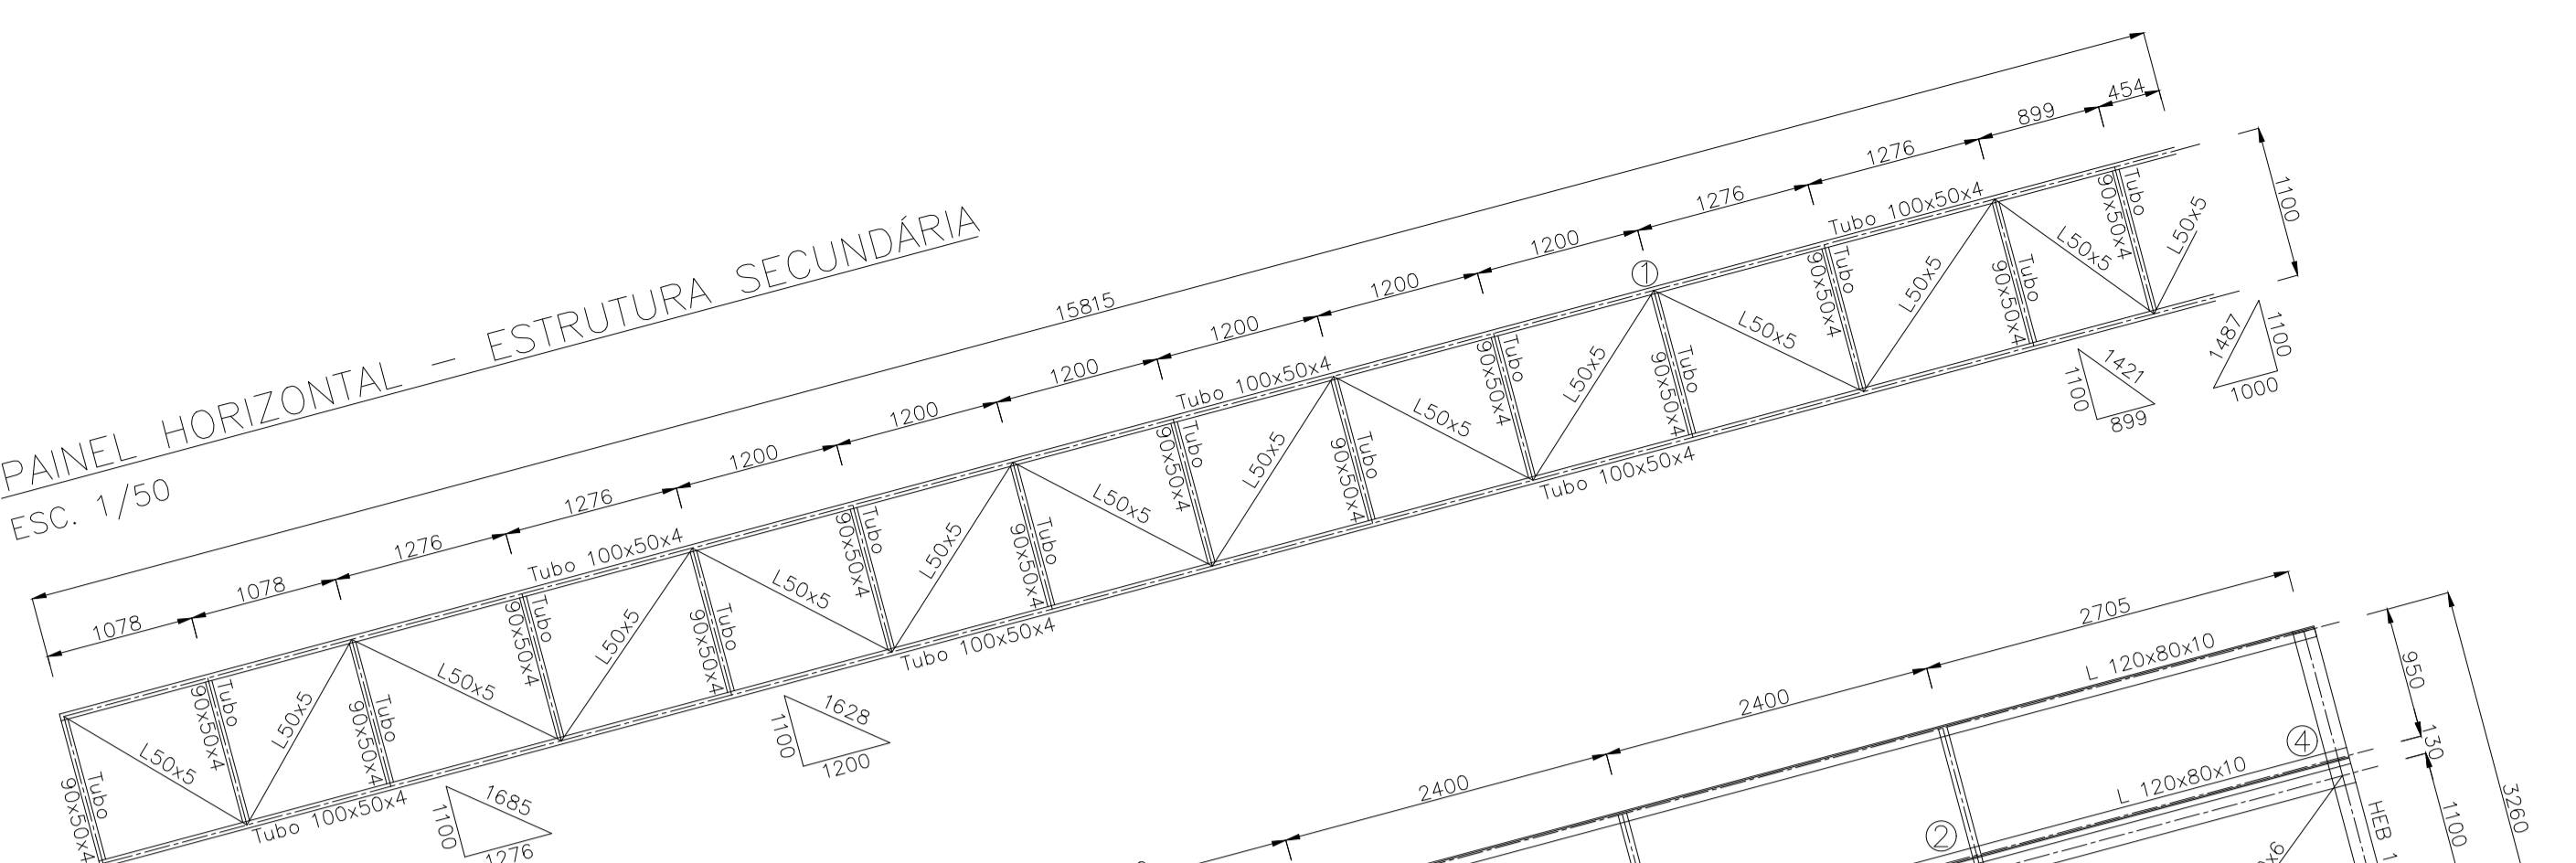 PAINEL HORIZONTAL – ESTRUTURA SECUNDÁRIA
ESC. 1/50
15815
1078
1078
1276
1276
1200
1200
1200
1200
1200
1200
1276
1276
899
454
1100
Tubo 100x50x4
Tubo 100x50x4
Tubo 100x50x4
Tubo 100x50x4
Tubo 100x50x4
Tubo 100x50x4
Tubo 90x50x4
Tubo 90x50x4
Tubo 90x50x4
Tubo 90x50x4
Tubo 90x50x4
Tubo 90x50x4
Tubo 90x50x4
Tubo 90x50x4
Tubo 90x50x4
Tubo 90x50x4
Tubo 90x50x4
Tubo 90x50x4
Tubo 90x50x4
Tubo 90x50x4
L50x5
L50x5
L50x5
L50x5
L50x5
L50x5
L50x5
L50x5
L50x5
L50x5
L50x5
L50x5
L50x5
L50x5
1
1100
1685
1276
1100
1628
1200
1100
1421
899
1487
1100
1000
2400
2400
2705
L 120x80x10
L 120x80x10
2
4
950
130
1100
3260
HEB